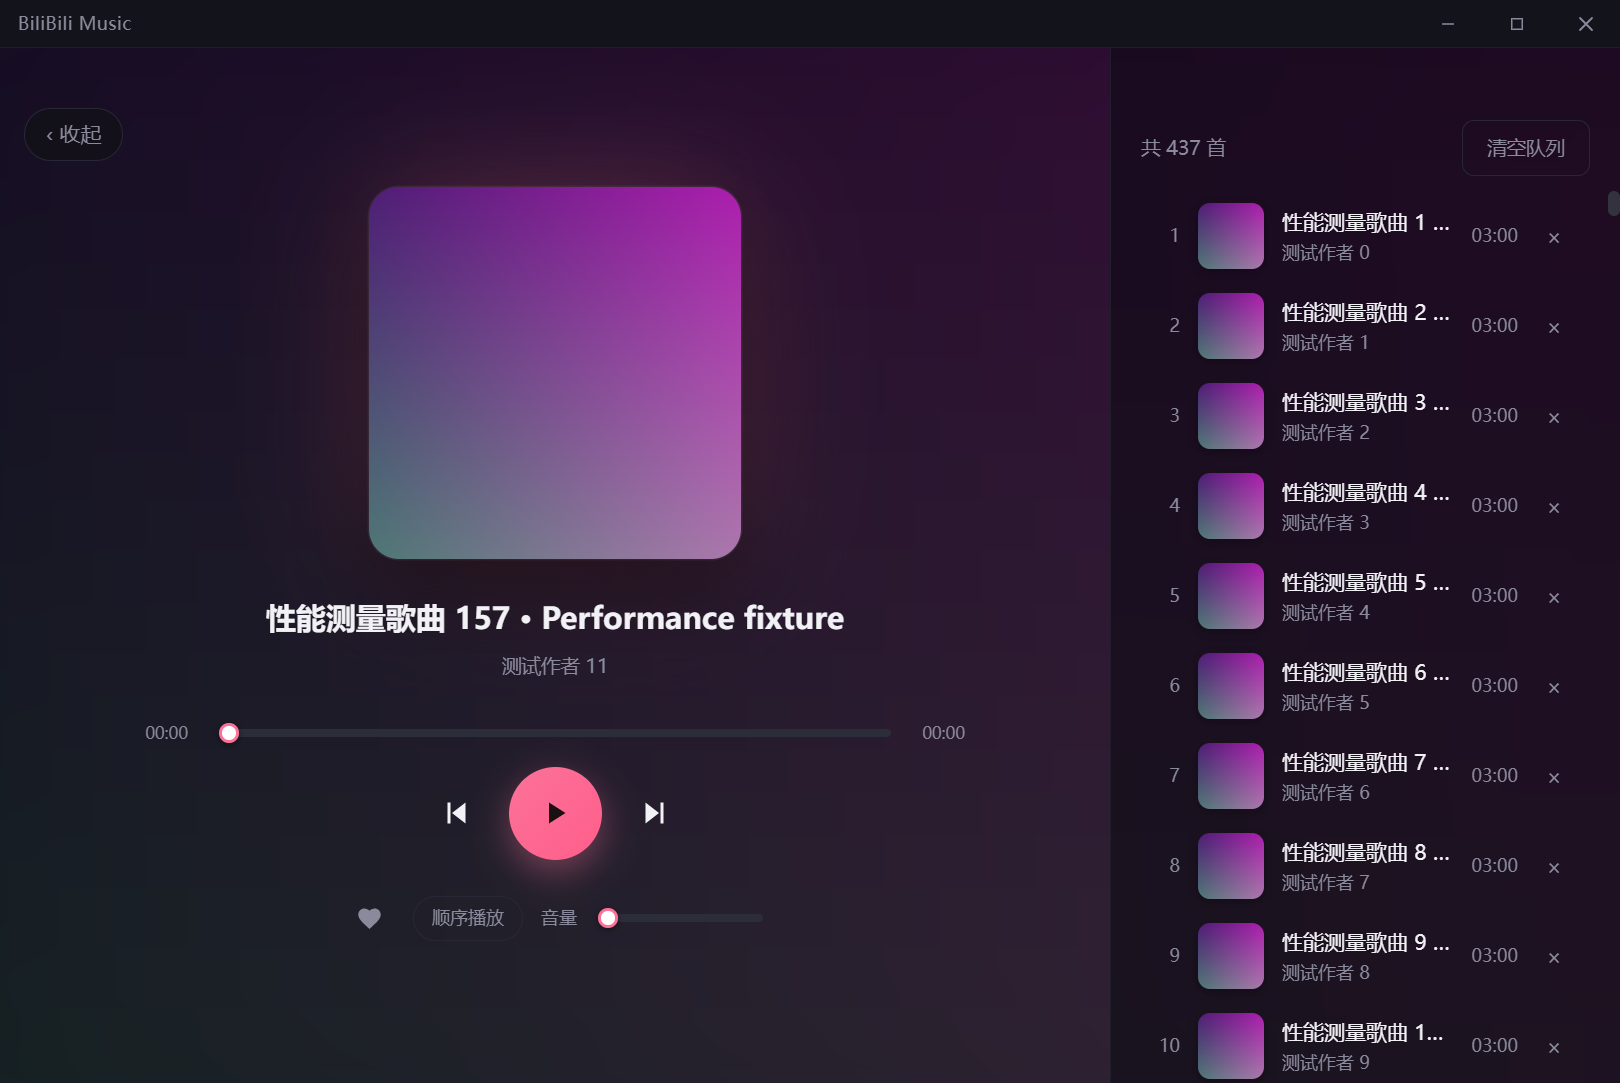 BiliBili Music
‹ 收起
性能测量歌曲 157 • Performance fixture
测试作者 11
00:00
00:00
顺序播放
音量
共 437 首
清空队列
1
性能测量歌曲 1 ...
测试作者 0
03:00
×
2
性能测量歌曲 2 ...
测试作者 1
03:00
×
3
性能测量歌曲 3 ...
测试作者 2
03:00
×
4
性能测量歌曲 4 ...
测试作者 3
03:00
×
5
性能测量歌曲 5 ...
测试作者 4
03:00
×
6
性能测量歌曲 6 ...
测试作者 5
03:00
×
7
性能测量歌曲 7 ...
测试作者 6
03:00
×
8
性能测量歌曲 8 ...
测试作者 7
03:00
×
9
性能测量歌曲 9 ...
测试作者 8
03:00
×
10
性能测量歌曲 1...
测试作者 9
03:00
×